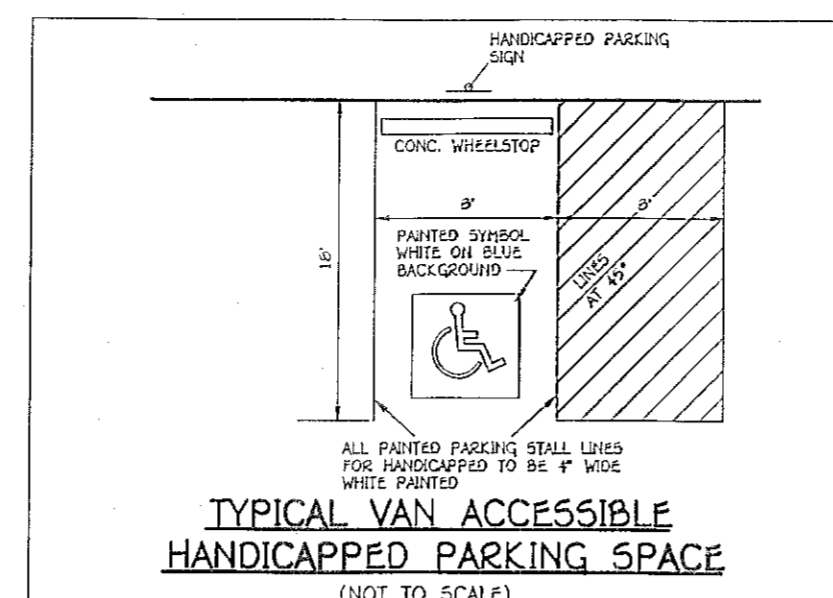 HANDICAPPED PARKING
SIGN
CONC. WHEELSTOP
8'
8'
18'
PAINTED SYMBOL
WHITE ON BLUE
BACKGROUND
LINES
AT 45°
ALL PAINTED PARKING STALL LINES
FOR HANDICAPPED TO BE 4" WIDE
WHITE PAINTED
TYPICAL VAN ACCESSIBLE
HANDICAPPED PARKING SPACE
(NOT TO SCALE)